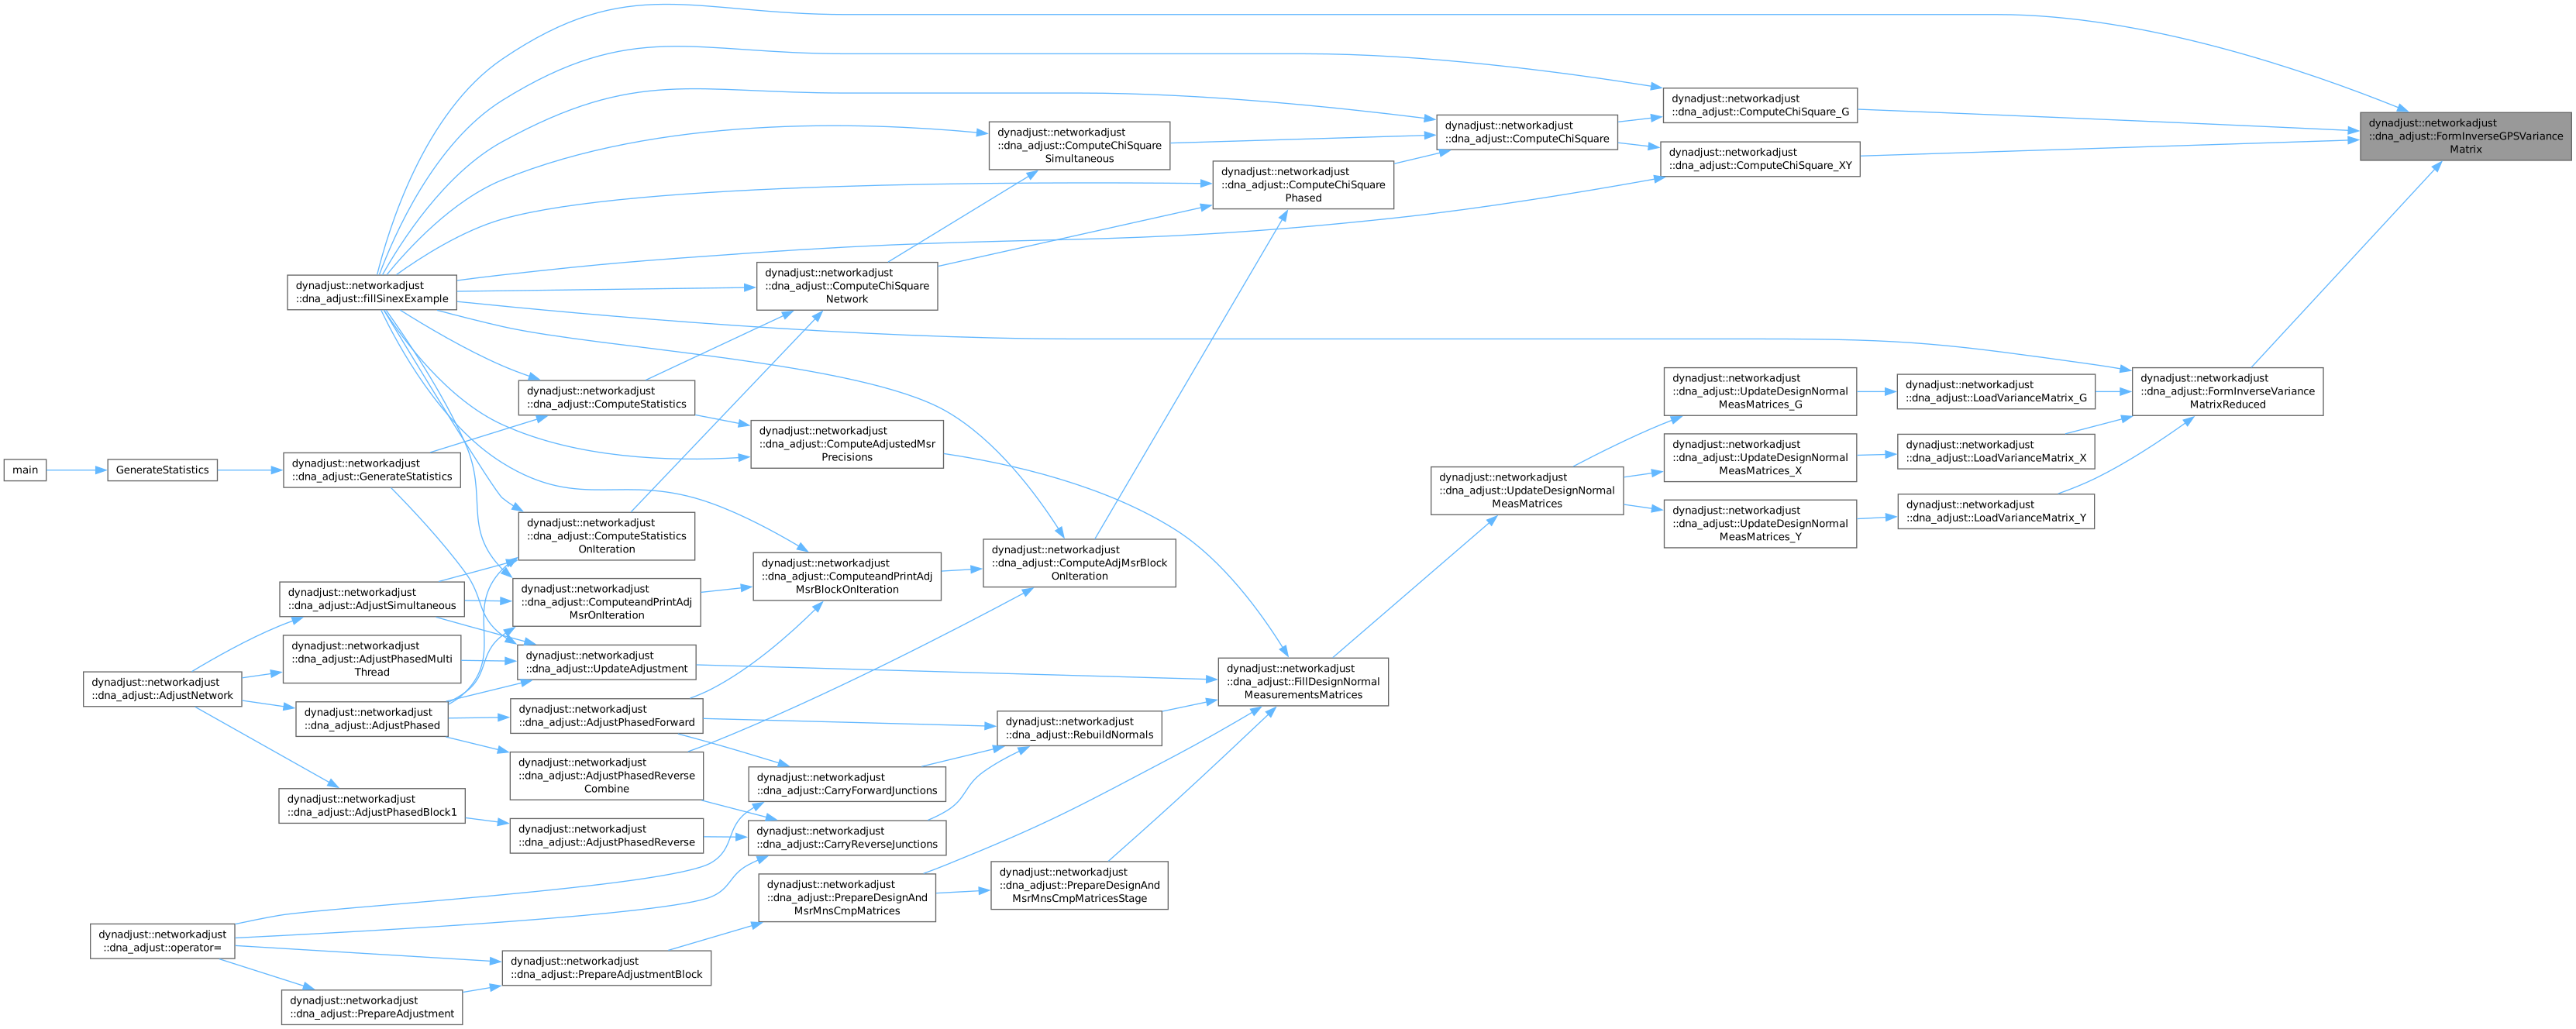 main
GenerateStatistics
dynadjust::networkadjust
::dna_adjust::GenerateStatistics
dynadjust::networkadjust
::dna_adjust::fillSinexExample
dynadjust::networkadjust
::dna_adjust::AdjustSimultaneous
dynadjust::networkadjust
::dna_adjust::AdjustPhasedMulti
Thread
dynadjust::networkadjust
::dna_adjust::AdjustNetwork
dynadjust::networkadjust
::dna_adjust::AdjustPhased
dynadjust::networkadjust
::dna_adjust::AdjustPhasedBlock1
dynadjust::networkadjust
::dna_adjust::operator=
dynadjust::networkadjust
::dna_adjust::PrepareAdjustment
dynadjust::networkadjust
::dna_adjust::ComputeStatistics
dynadjust::networkadjust
::dna_adjust::ComputeStatistics
OnIteration
dynadjust::networkadjust
::dna_adjust::ComputeandPrintAdj
MsrOnIteration
dynadjust::networkadjust
::dna_adjust::UpdateAdjustment
dynadjust::networkadjust
::dna_adjust::AdjustPhasedForward
dynadjust::networkadjust
::dna_adjust::AdjustPhasedReverse
Combine
dynadjust::networkadjust
::dna_adjust::AdjustPhasedReverse
dynadjust::networkadjust
::dna_adjust::PrepareAdjustmentBlock
dynadjust::networkadjust
::dna_adjust::ComputeChiSquare
Network
dynadjust::networkadjust
::dna_adjust::ComputeAdjustedMsr
Precisions
dynadjust::networkadjust
::dna_adjust::ComputeandPrintAdj
MsrBlockOnIteration
dynadjust::networkadjust
::dna_adjust::CarryForwardJunctions
dynadjust::networkadjust
::dna_adjust::CarryReverseJunctions
dynadjust::networkadjust
::dna_adjust::PrepareDesignAnd
MsrMnsCmpMatrices
dynadjust::networkadjust
::dna_adjust::ComputeChiSquare
Simultaneous
dynadjust::networkadjust
::dna_adjust::ComputeAdjMsrBlock
OnIteration
dynadjust::networkadjust
::dna_adjust::RebuildNormals
dynadjust::networkadjust
::dna_adjust::PrepareDesignAnd
MsrMnsCmpMatricesStage
dynadjust::networkadjust
::dna_adjust::ComputeChiSquare
Phased
dynadjust::networkadjust
::dna_adjust::FillDesignNormal
MeasurementsMatrices
dynadjust::networkadjust
::dna_adjust::ComputeChiSquare
dynadjust::networkadjust
::dna_adjust::UpdateDesignNormal
MeasMatrices
dynadjust::networkadjust
::dna_adjust::ComputeChiSquare_G
dynadjust::networkadjust
::dna_adjust::ComputeChiSquare_XY
dynadjust::networkadjust
::dna_adjust::UpdateDesignNormal
MeasMatrices_G
dynadjust::networkadjust
::dna_adjust::UpdateDesignNormal
MeasMatrices_X
dynadjust::networkadjust
::dna_adjust::UpdateDesignNormal
MeasMatrices_Y
dynadjust::networkadjust
::dna_adjust::LoadVarianceMatrix_G
dynadjust::networkadjust
::dna_adjust::LoadVarianceMatrix_X
dynadjust::networkadjust
::dna_adjust::LoadVarianceMatrix_Y
dynadjust::networkadjust
::dna_adjust::FormInverseVariance
MatrixReduced
dynadjust::networkadjust
::dna_adjust::FormInverseGPSVariance
Matrix